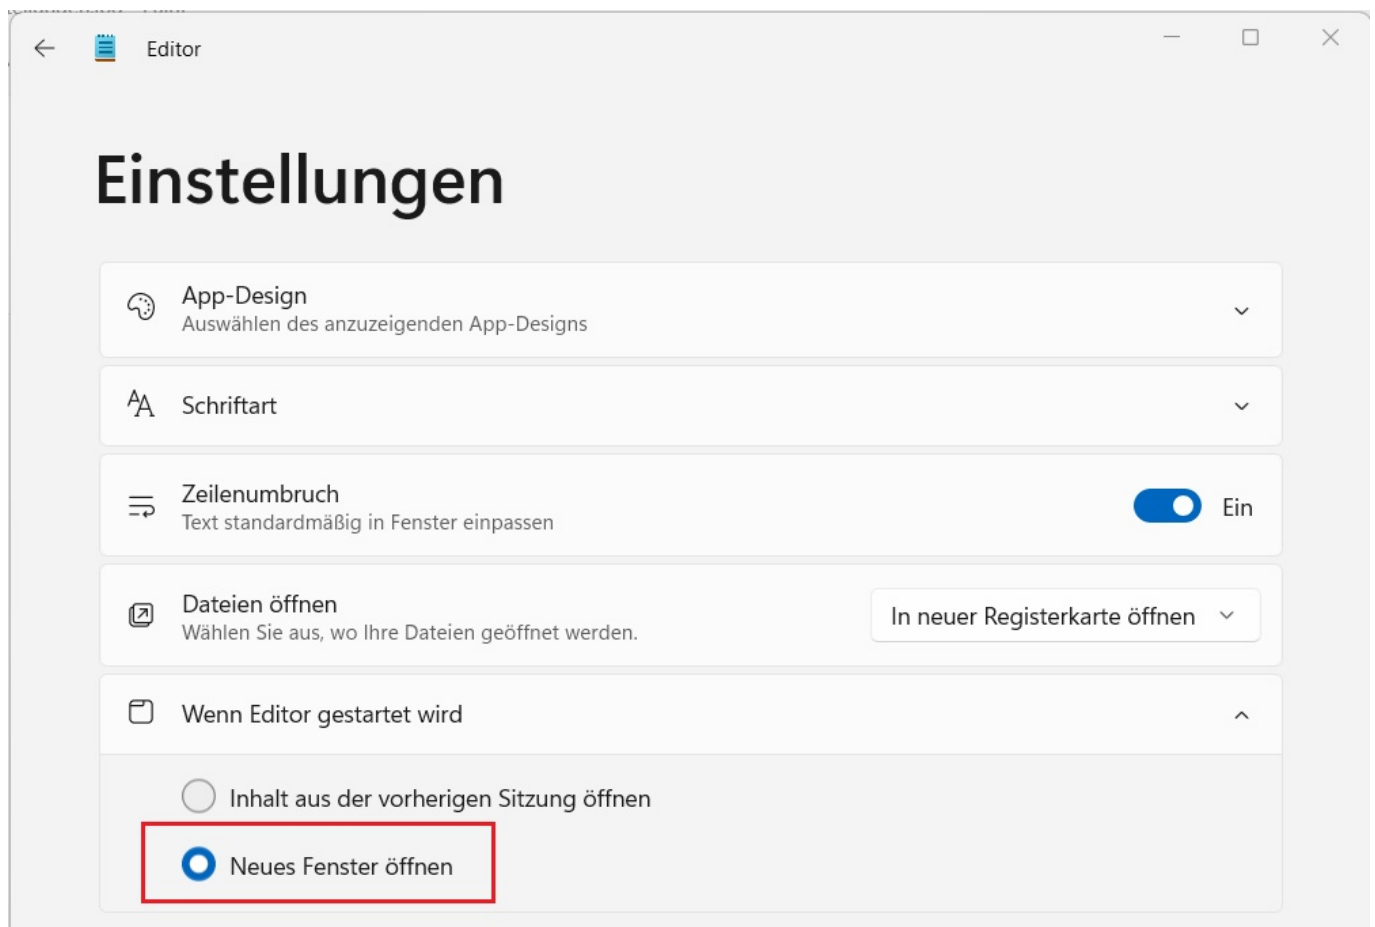 Editor
Einstellungen
App-Design
Auswählen des anzuzeigenden App-Designs
Schriftart
Zeilenumbruch
Text standardmäßig in Fenster einpassen
Ein
Dateien öffnen
Wählen Sie aus, wo Ihre Dateien geöffnet werden.
In neuer Registerkarte öffnen
Wenn Editor gestartet wird
Inhalt aus der vorherigen Sitzung öffnen
Neues Fenster öffnen